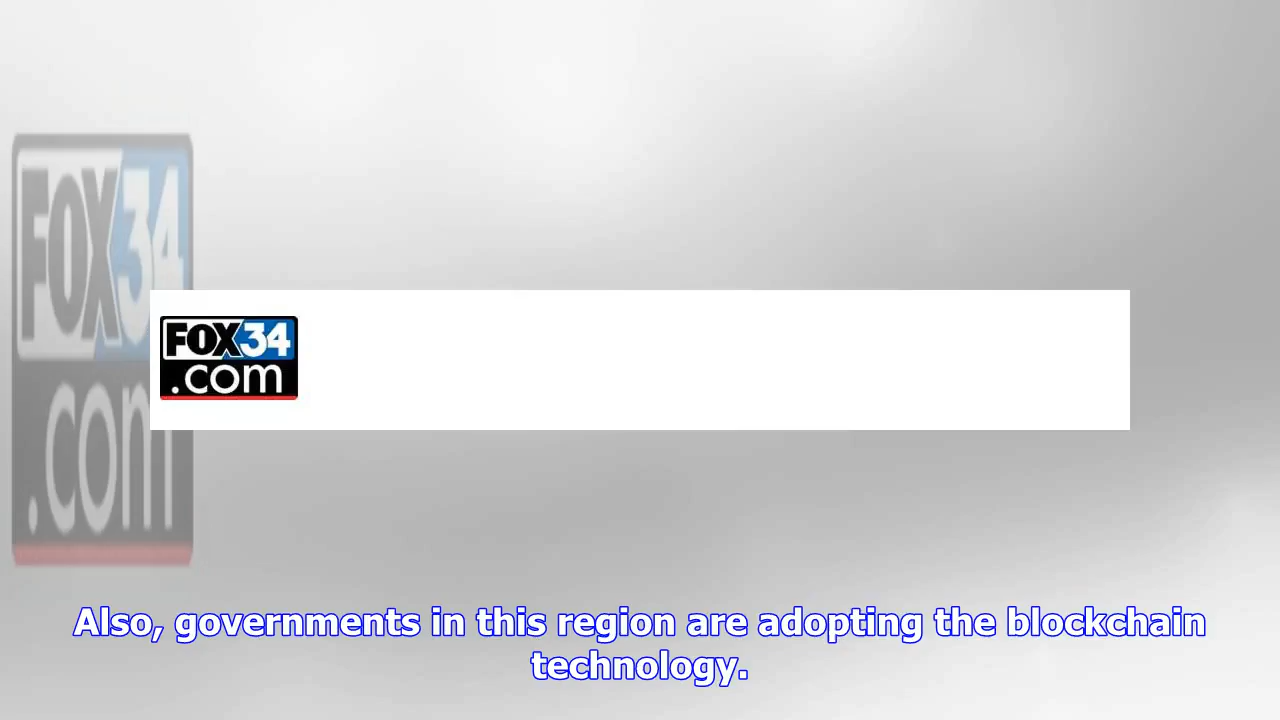 FOX34
.com
FOX34
.com
Also, governments in this region are adopting the blockchain
technology.